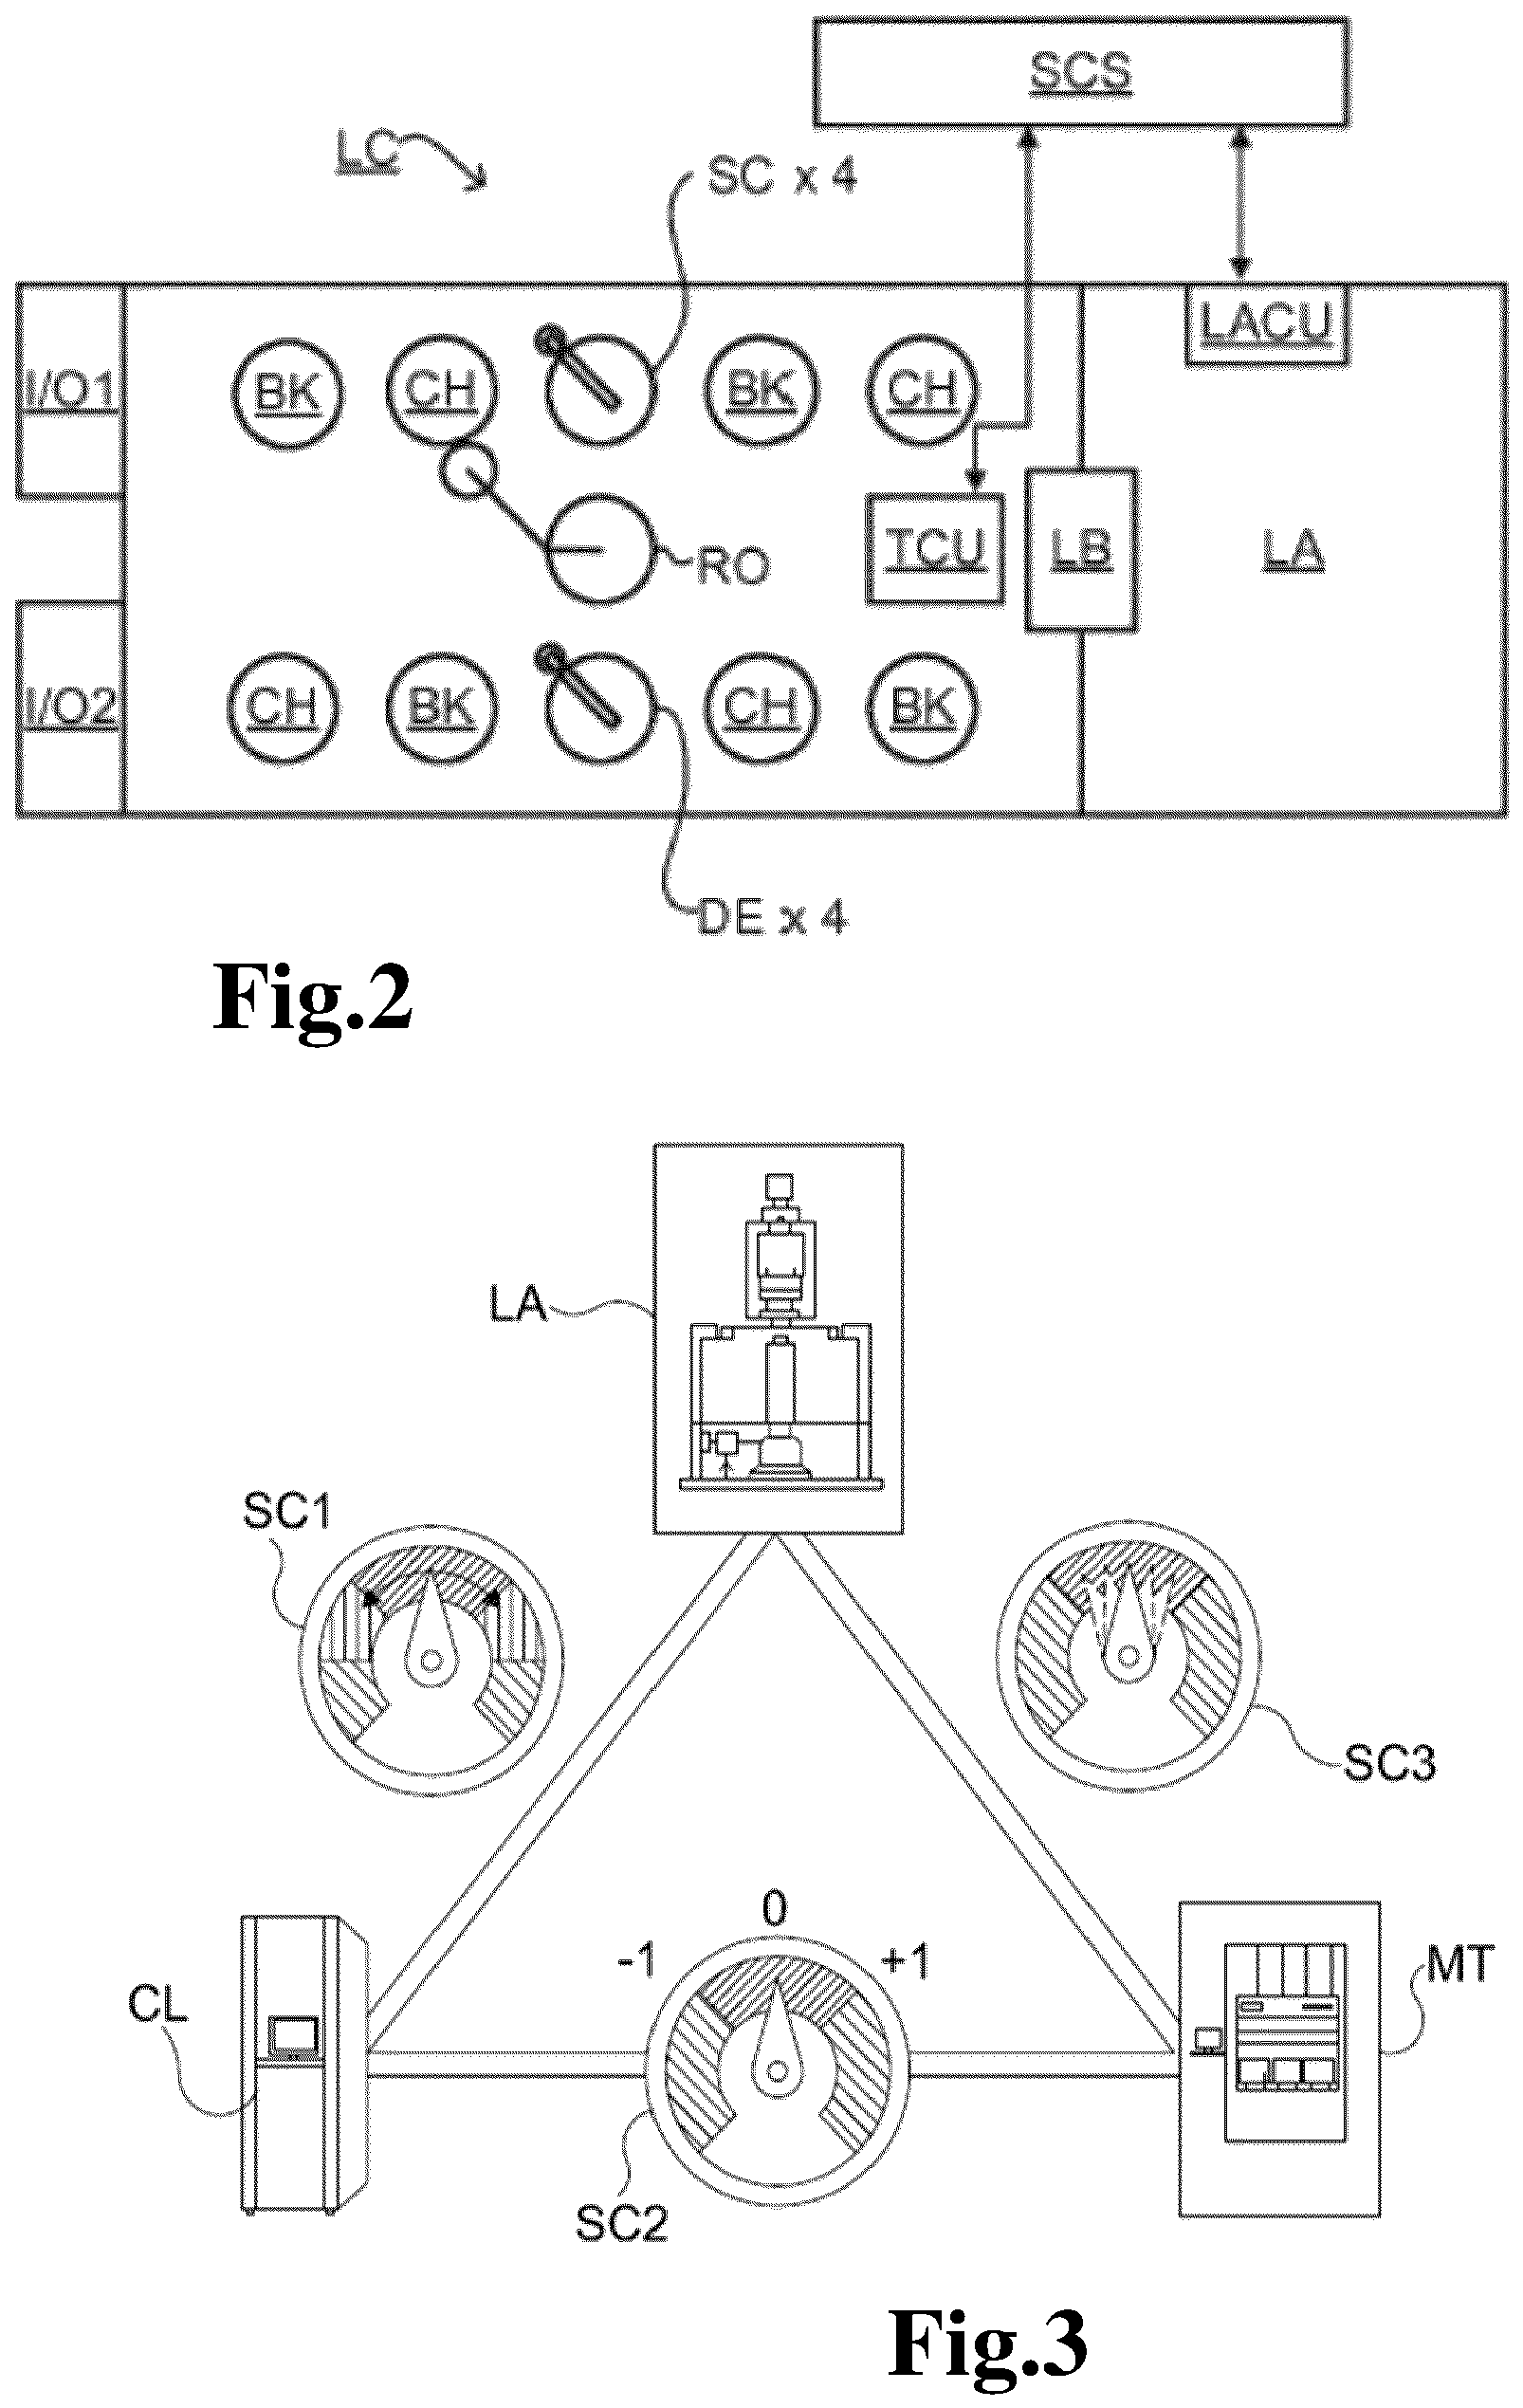 SCS
LC
SC x 4
LACU
I/O1
BK
CH
BK
CH
RO
TCU
LB
LA
I/O2
CH
BK
CH
BK
DE x 4
Fig.2
LA
SC1
SC3
0
-1
+1
CL
MT
SC2
Fig.3